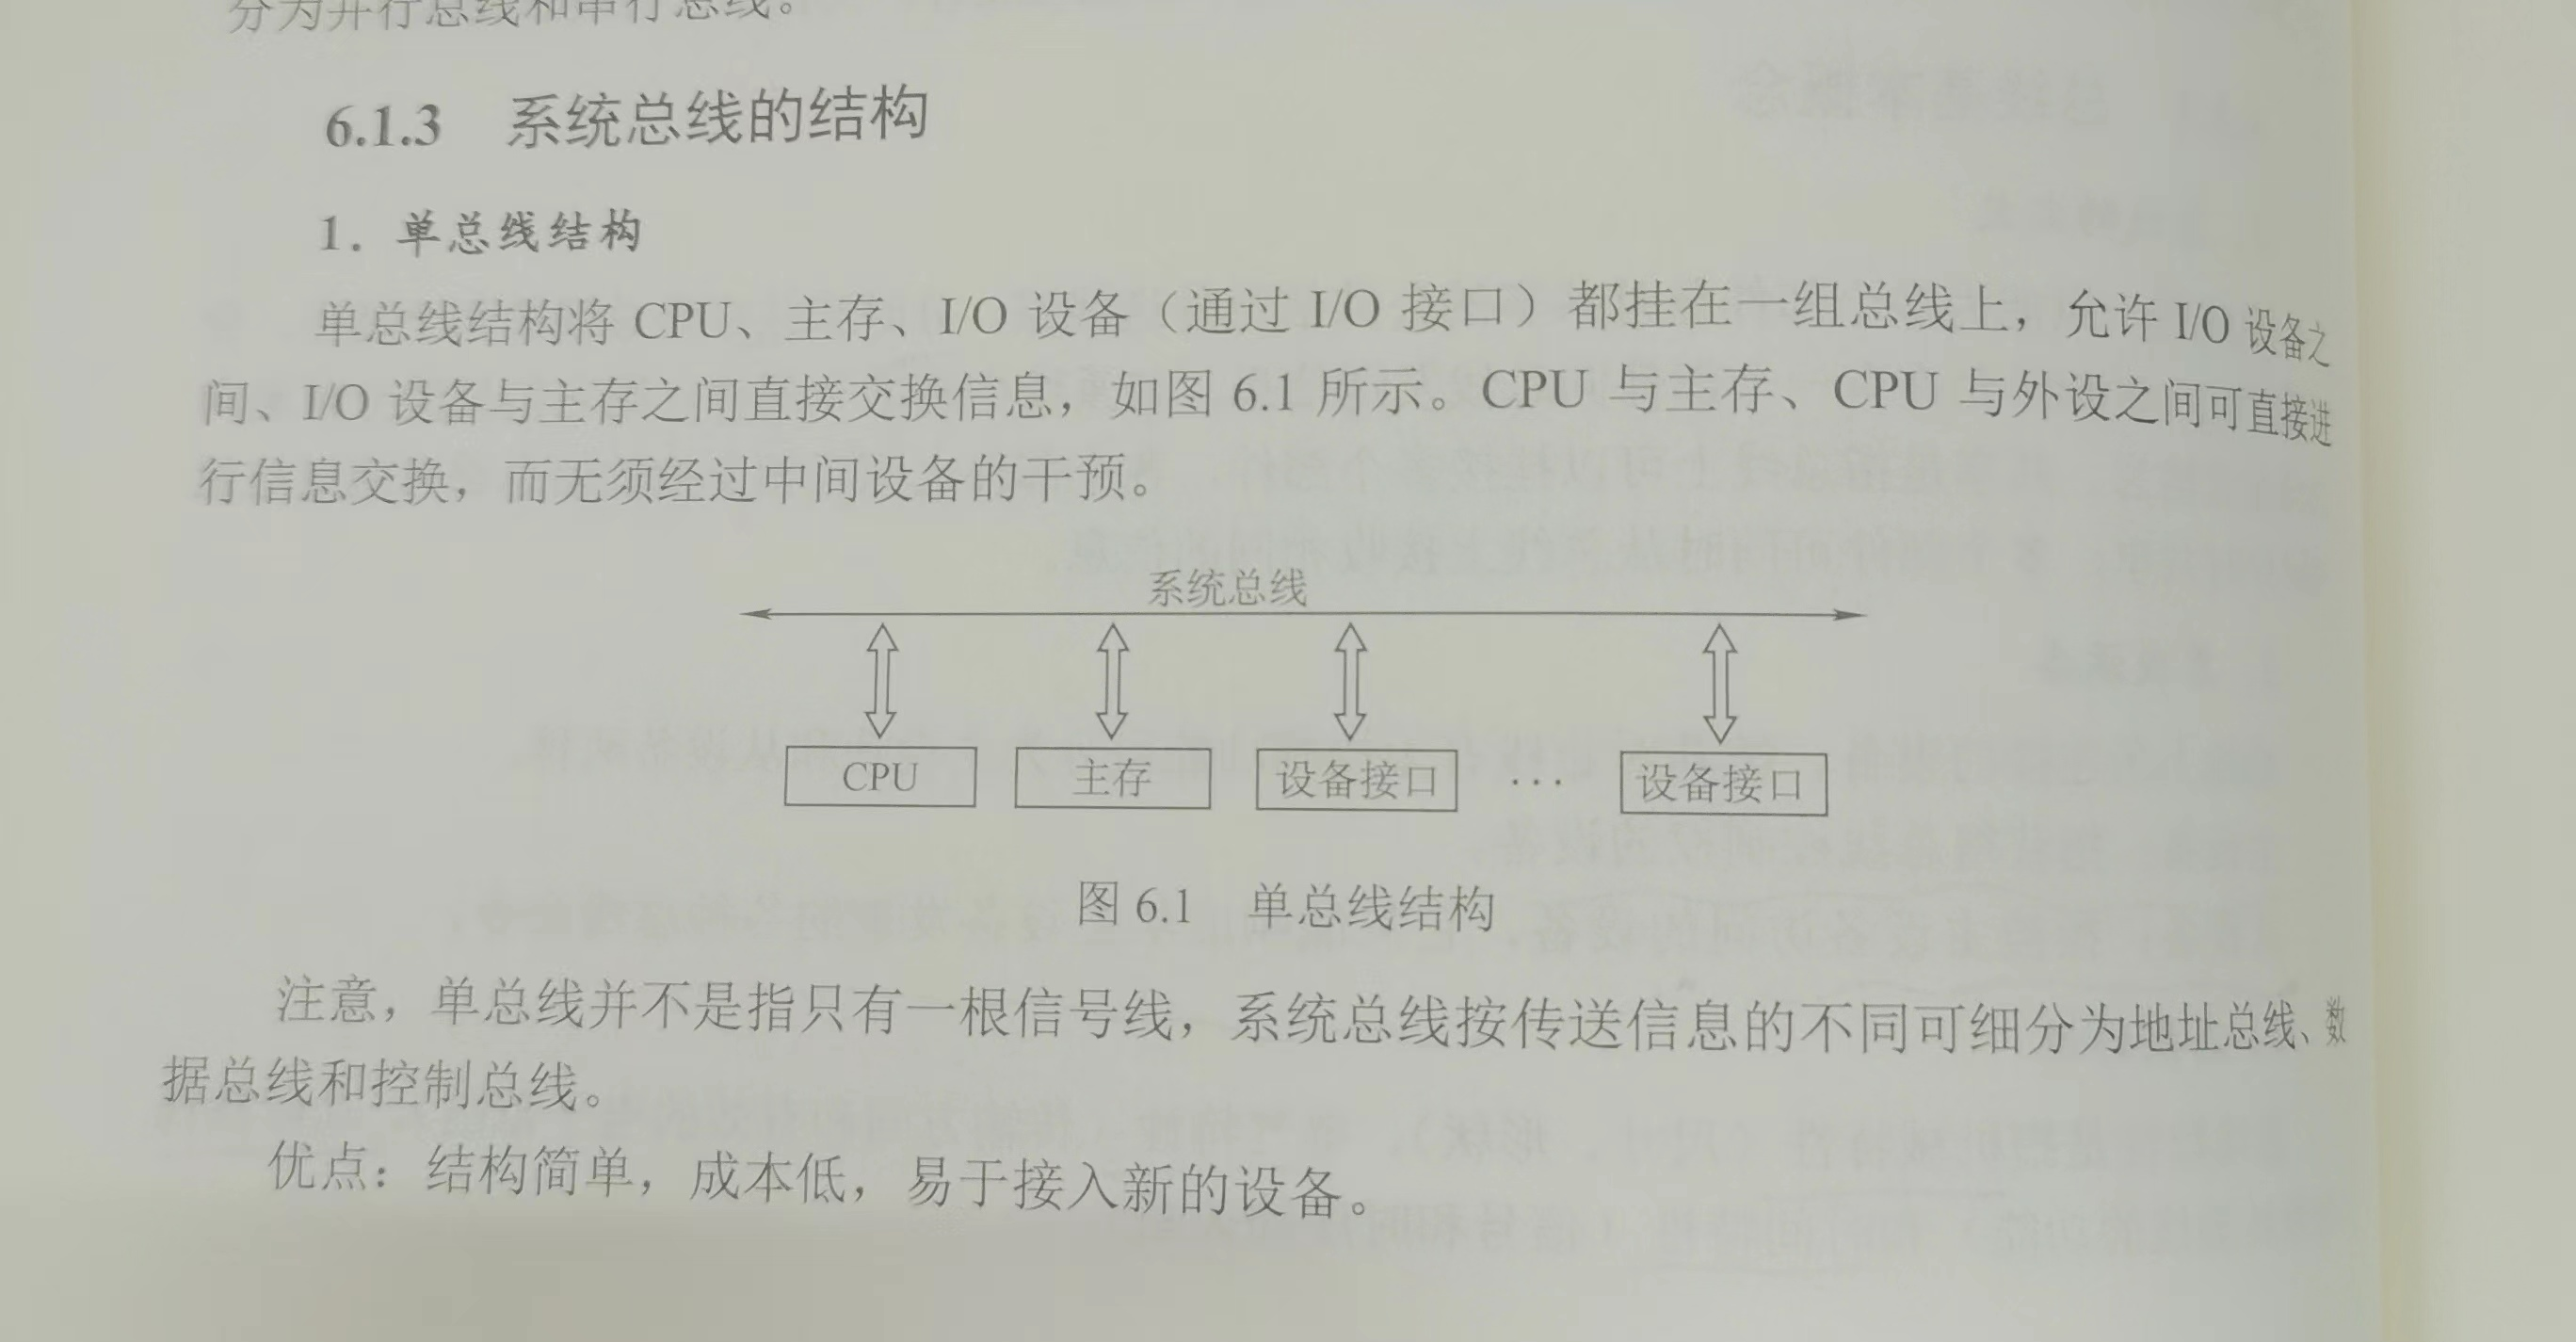 分为并行总线和串行总线。
6.1.3 系统总线的结构
1. 单总线结构
单总线结构将 CPU、主存、I/O 设备（通过 I/O 接口）都挂在一组总线上，允许 I/O 设备之
间、I/O 设备与主存之间直接交换信息，如图 6.1 所示。CPU 与主存、CPU 与外设之间可直接进
行信息交换，而无须经过中间设备的干预。
系统总线
CPU 主存 设备接口 ··· 设备接口
图 6.1 单总线结构
注意，单总线并不是指只有一根信号线，系统总线按传送信息的不同可细分为地址总线、数
据总线和控制总线。
优点：结构简单，成本低，易于接入新的设备。